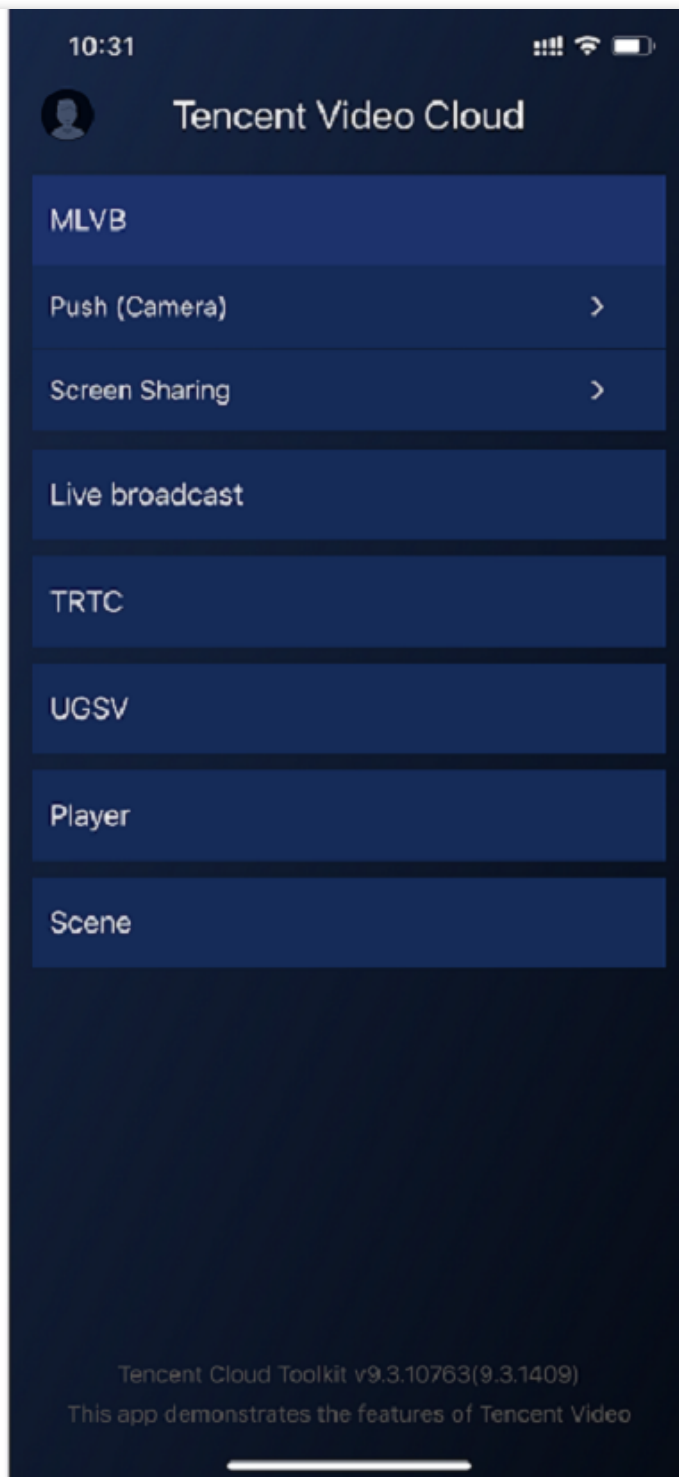 10:31
Tencent Video Cloud
MLVB
Push (Camera)
Screen Sharing
Live broadcast
TRTC
UGSV
Player
Scene
Tencent Cloud Toolkit v9.3.10763(9.3.1409)
This app demonstrates the features of Tencent Video